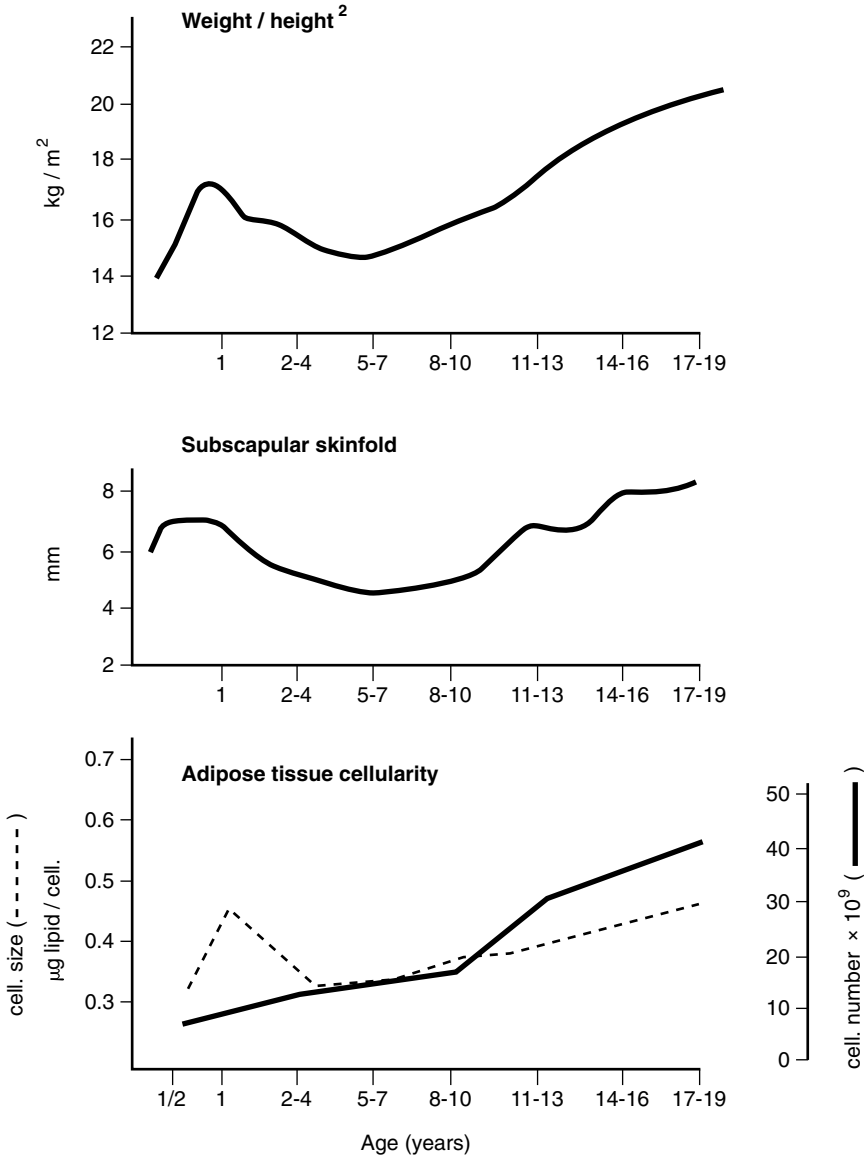 Weight / height 2
kg / m2
22
20
18
16
14
12
1 2-4 5-7 8-10 11-13 14-16 17-19
Subscapular skinfold
mm
8
6
4
2
1 2-4 5-7 8-10 11-13 14-16 17-19
Adipose tissue cellularity
cell. size (-----)
µg lipid / cell.
0.7
0.6
0.5
0.4
0.3
50
40
30
20
10
0
cell. number × 109 ( )
1/2 1 2-4 5-7 8-10 11-13 14-16 17-19
Age (years)